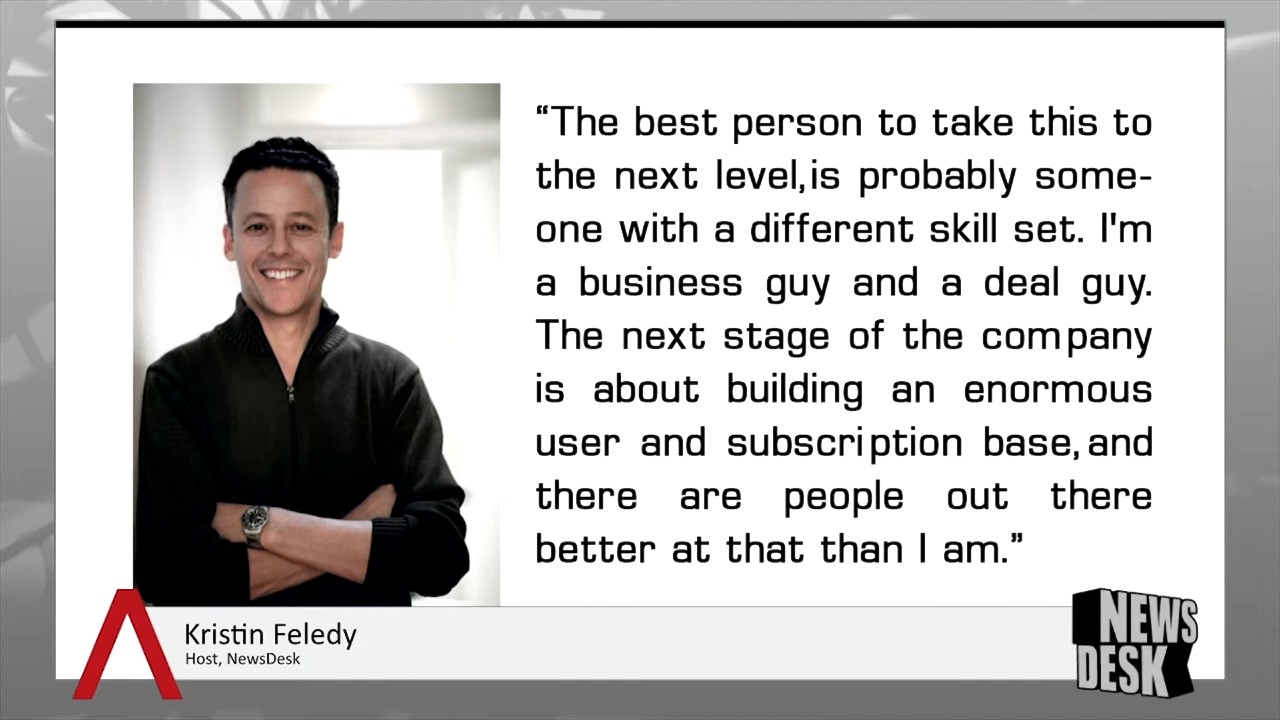 “The best person to take this to
the next level,is probably some-
one with a different skill set. I'm
a business guy and a deal guy.
The next stage of the company
is about building an enormous
user and subscription base,and
there are people out there
better at that than I am.”
Kristin Feledy
Host, NewsDesk
NEWS
DESK